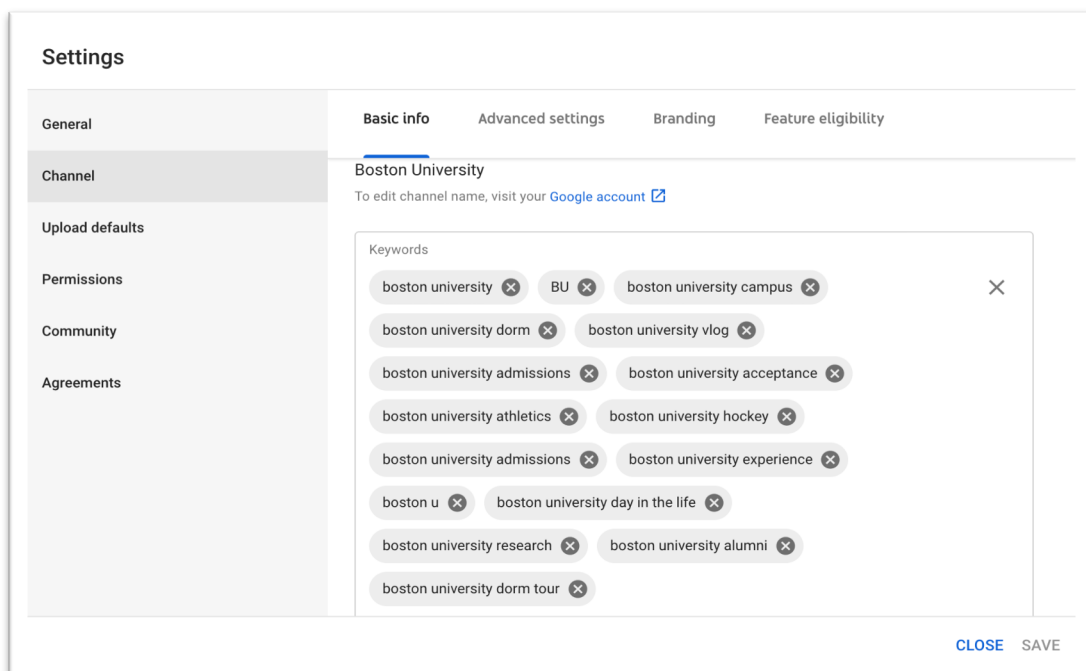 Settings
General
Channel
Upload defaults
Permissions
Community
Agreements
Basic info Advanced settings Branding Feature eligibility
Boston University
To edit channel name, visit your Google account
Keywords
boston university BU boston university campus
boston university dorm boston university vlog
boston university admissions boston university acceptance
boston university athletics boston university hockey
boston university admissions boston university experience
boston u boston university day in the life
boston university research boston university alumni
boston university dorm tour
CLOSE SAVE